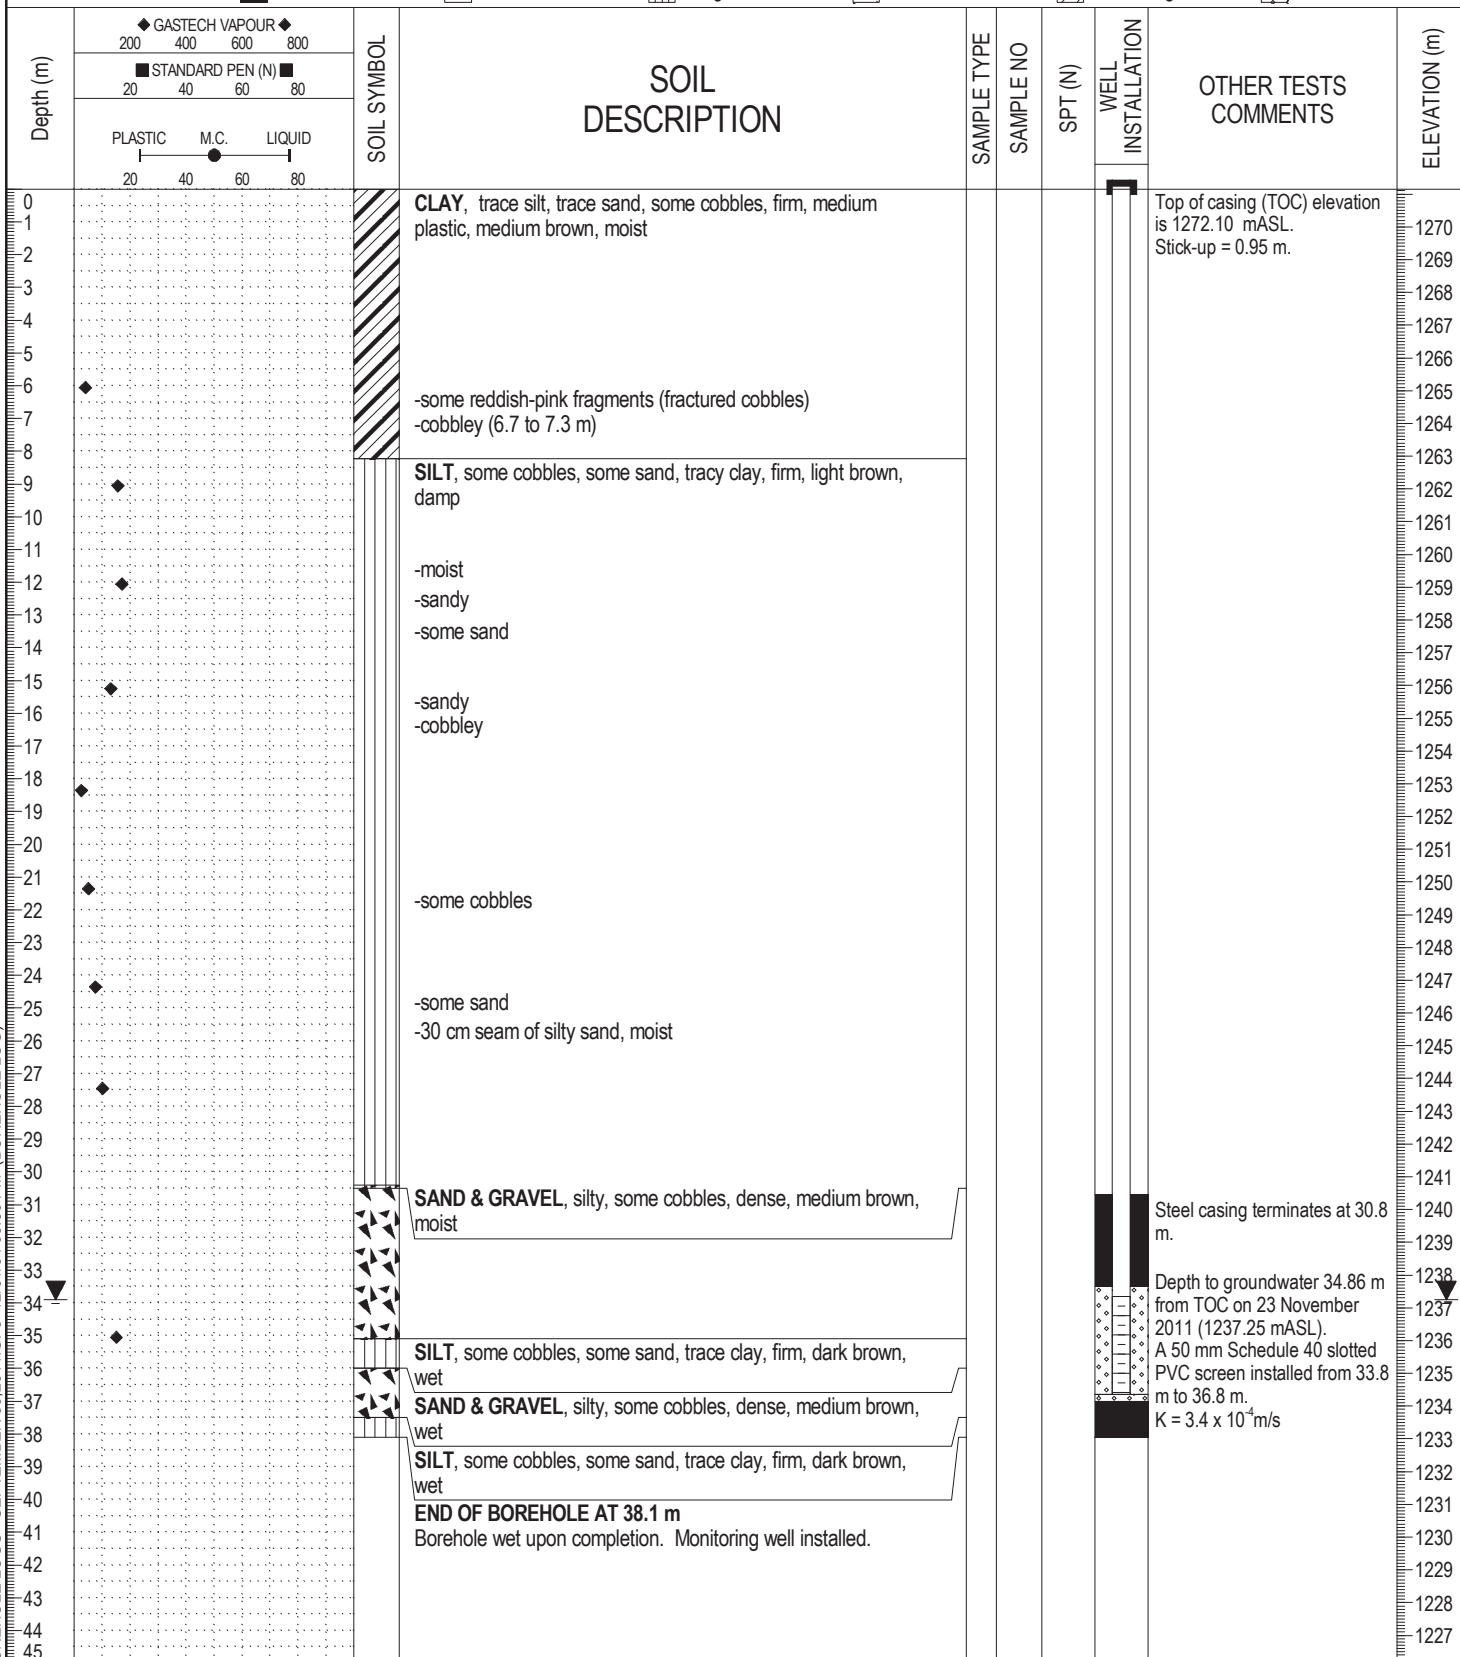 Depth (m)
GASTECH VAPOUR
200 400 600 800
STANDARD PEN (N)
20 40 60 80
PLASTIC M.C. LIQUID
20 40 60 80
SOIL SYMBOL
SOIL
DESCRIPTION
SAMPLE TYPE
SAMPLE NO
SPT (N)
WELL
INSTALLATION
OTHER TESTS
COMMENTS
ELEVATION (m)
0
1
2
3
4
5
6
7
8
9
10
11
12
13
14
15
16
17
18
19
20
21
22
23
24
25
26
27
28
29
30
31
32
33
34
35
36
37
38
39
40
41
42
43
44
45
CLAY, trace silt, trace sand, some cobbles, firm, medium
plastic, medium brown, moist
-some reddish-pink fragments (fractured cobbles)
-cobbley (6.7 to 7.3 m)
SILT, some cobbles, some sand, tracy clay, firm, light brown,
damp
-moist
-sandy
-some sand
-sandy
-cobbley
-some cobbles
-some sand
-30 cm seam of silty sand, moist
SAND & GRAVEL, silty, some cobbles, dense, medium brown,
moist
SILT, some cobbles, some sand, trace clay, firm, dark brown,
wet
SAND & GRAVEL, silty, some cobbles, dense, medium brown,
wet
SILT, some cobbles, some sand, trace clay, firm, dark brown,
wet
END OF BOREHOLE AT 38.1 m
Borehole wet upon completion. Monitoring well installed.
Top of casing (TOC) elevation
is 1272.10 mASL.
Stick-up = 0.95 m.
Steel casing terminates at 30.8
m.
Depth to groundwater 34.86 m
from TOC on 23 November
2011 (1237.25 mASL).
A 50 mm Schedule 40 slotted
PVC screen installed from 33.8
m to 36.8 m.
K = 3.4 x 10⁻⁴m/s
1270
1269
1268
1267
1266
1265
1264
1263
1262
1261
1260
1259
1258
1257
1256
1255
1254
1253
1252
1251
1250
1249
1248
1247
1246
1245
1244
1243
1242
1241
1240
1239
1238
1237
1236
1235
1234
1233
1232
1231
1230
1229
1228
1227